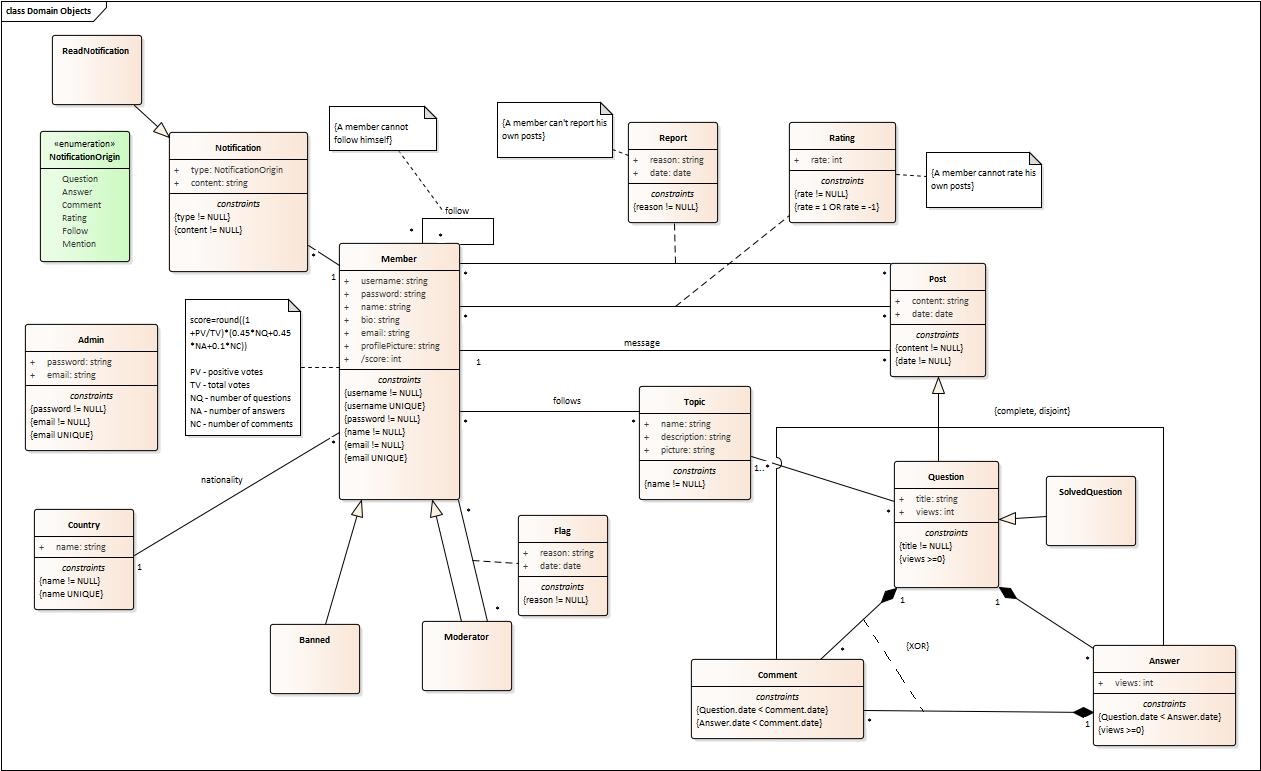 class Domain Objects
ReadNotification
«enumeration»
NotificationOrigin
Question
Answer
Comment
Rating
Follow
Mention
Notification
+ type: NotificationOrigin
+ content: string
constraints
{type != NULL}
{content != NULL}
{A member cannot
follow himself}
follow
*
*
{A member can't report his
own posts}
Report
+ reason: string
+ date: date
constraints
{reason != NULL}
Rating
+ rate: int
constraints
{rate != NULL}
{rate = 1 OR rate = -1}
{A member cannot rate his
own posts}
*
1
Member
+ username: string
+ password: string
+ name: string
+ bio: string
+ email: string
+ profilePicture: string
+ /score: int
constraints
{username != NULL}
{username UNIQUE}
{password != NULL}
{name != NULL}
{email != NULL}
{email UNIQUE}
*
*
*
*
message
1
*
Post
+ content: string
+ date: date
constraints
{content != NULL}
{date != NULL}
score=round((1
+PV/TV)*(0.45*NQ+0.45
*NA+0.1*NC))
PV - positive votes
TV - total votes
NQ - number of questions
NA - number of answers
NC - number of comments
Admin
+ password: string
+ email: string
constraints
{password != NULL}
{email != NULL}
{email UNIQUE}
follows
*
*
Topic
+ name: string
+ description: string
+ picture: string
constraints
{name != NULL}
{complete, disjoint}
1..*
*
Question
+ title: string
+ views: int
constraints
{title != NULL}
{views >=0}
SolvedQuestion
nationality
*
1
Country
+ name: string
constraints
{name != NULL}
{name UNIQUE}
*
*
Flag
+ reason: string
+ date: date
constraints
{reason != NULL}
Banned
Moderator
1
1
*
*
{XOR}
Comment
constraints
{Question.date < Comment.date}
{Answer.date < Comment.date}
*
1
Answer
+ views: int
constraints
{Question.date < Answer.date}
{views >=0}